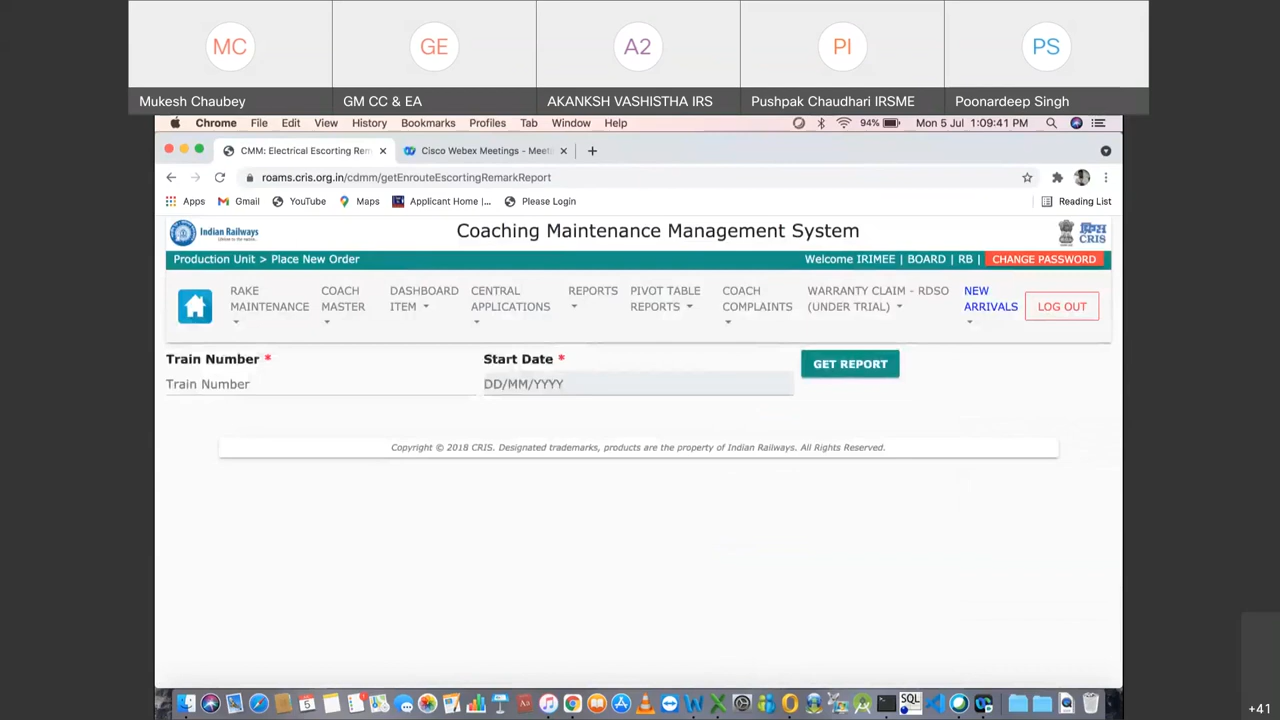 MC GE A2 PI PS
Mukesh Chaubey GM CC & EA AKANKSH VASHISTHA IRS Pushpak Chaudhari IRSME Poonardeep Singh
Chrome File Edit View History Bookmarks Profiles Tab Window Help 94% Mon 5 Jul 1:09:41 PM
CMM: Electrical Escorting Rem Cisco Webex Meetings - Meet
roams.cris.org.in/cdmm/getEnrouteEscortingRemarkReport
Apps Gmail YouTube Maps Applicant Home |... Please Login Reading List
Indian Railways Coaching Maintenance Management System CRIS
Production Unit > Place New Order Welcome IRIMEE | BOARD | RB | CHANGE PASSWORD
RAKE MAINTENANCE
COACH MASTER
DASHBOARD ITEM
CENTRAL APPLICATIONS
REPORTS
PIVOT TABLE REPORTS
COACH COMPLAINTS
WARRANTY CLAIM - RDSO (UNDER TRIAL)
NEW ARRIVALS
LOG OUT
Train Number * Start Date * GET REPORT
Train Number DD/MM/YYYY
Copyright © 2018 CRIS. Designated trademarks, products are the property of Indian Railways. All Rights Reserved.
SQL
+41